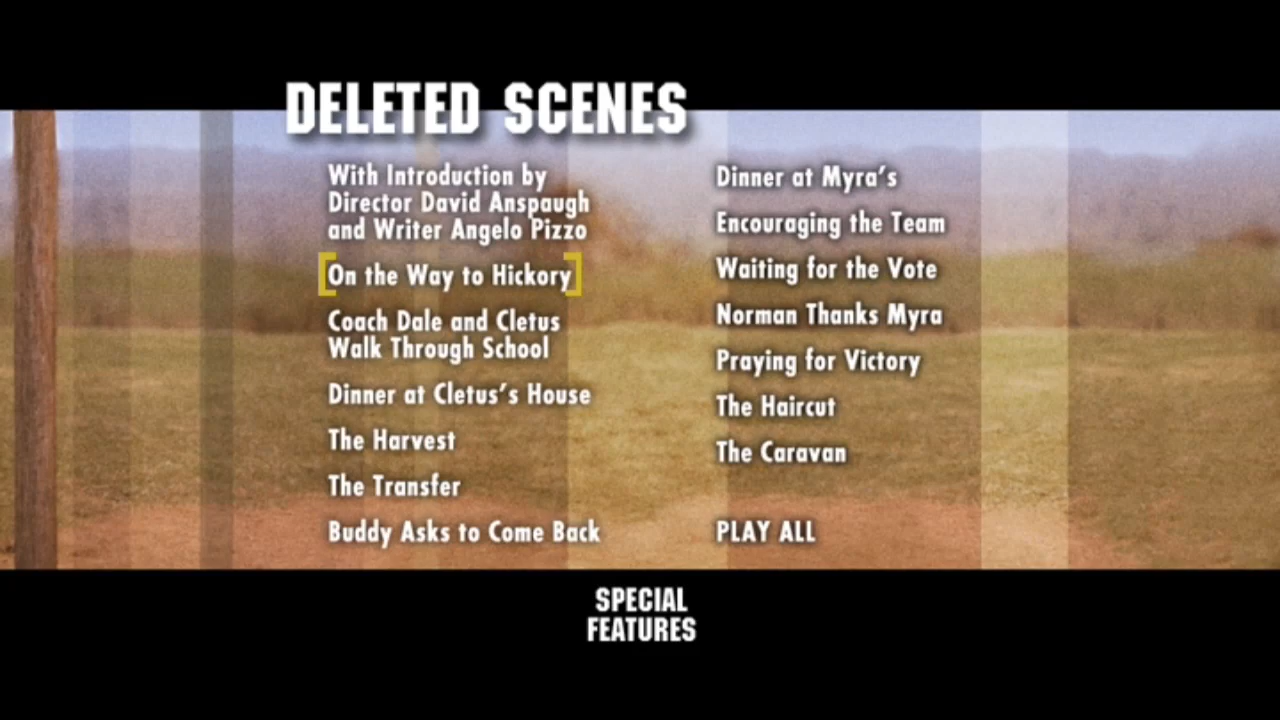 DELETED SCENES
With Introduction by
Director David Anspaugh
and Writer Angelo Pizzo
[On the Way to Hickory]
Coach Dale and Cletus
Walk Through School
Dinner at Cletus's House
The Harvest
The Transfer
Buddy Asks to Come Back
Dinner at Myra's
Encouraging the Team
Waiting for the Vote
Norman Thanks Myra
Praying for Victory
The Haircut
The Caravan
PLAY ALL
SPECIAL
FEATURES